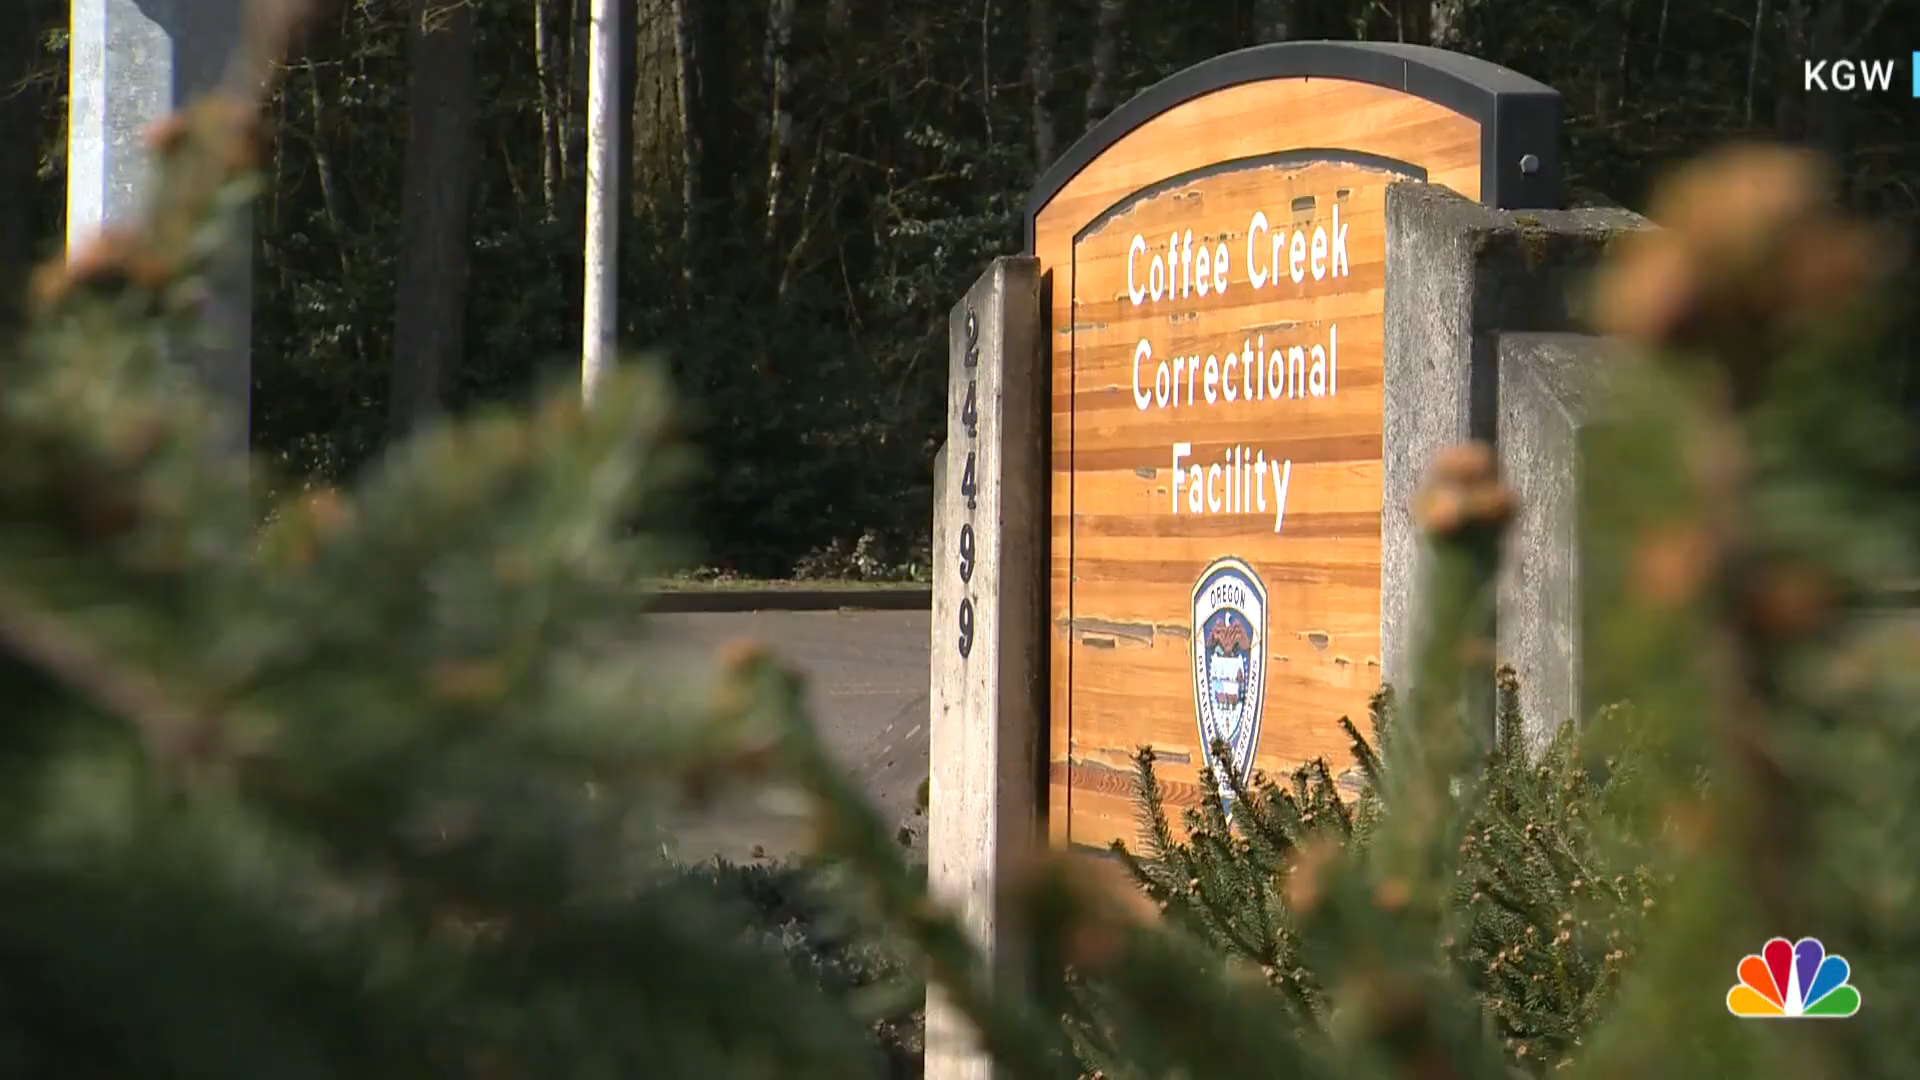 KGW
Coffee Creek
Correctional
Facility
24499
OREGON